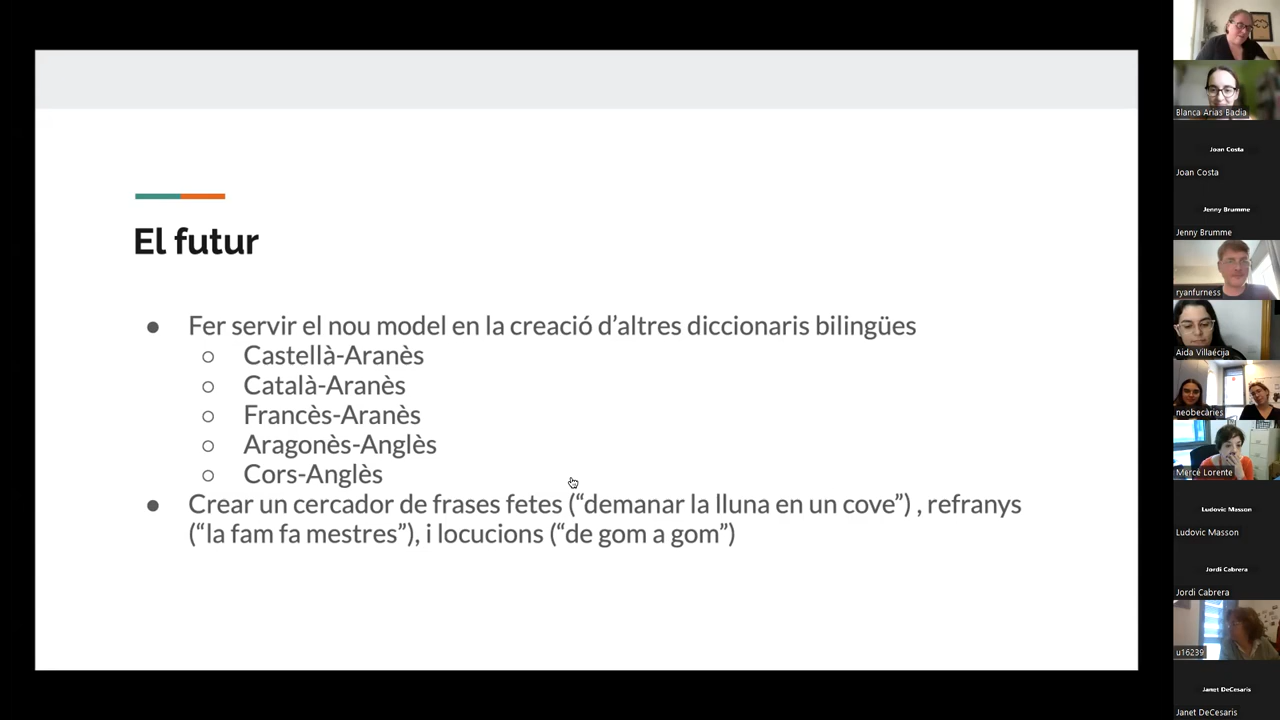 El futur
● Fer servir el nou model en la creació d’altres diccionaris bilingües
○ Castellà-Aranès
○ Català-Aranès
○ Francès-Aranès
○ Aragonès-Anglès
○ Cors-Anglès
● Crear un cercador de frases fetes (“demanar la lluna en un cove”) , refranys
(“la fam fa mestres”), i locucions (“de gom a gom”)
Blanca Arias Badia
Joan Costa
Joan Costa
Jenny Brumme
Jenny Brumme
ryanfurness
Aida Villaécija
neobecàries
Mercè Lorente
Ludovic Masson
Ludovic Masson
Jordi Cabrera
Jordi Cabrera
u16239
Janet DeCesaris
Janet DeCesaris